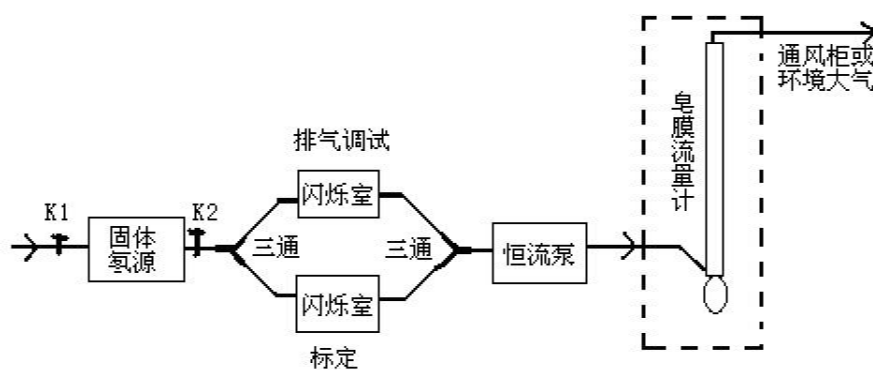 通风柜或
环境大气
皂膜流量计
排气调试
闪烁室
K1
K2
固体
氡源
三通
三通
恒流泵
闪烁室
标定